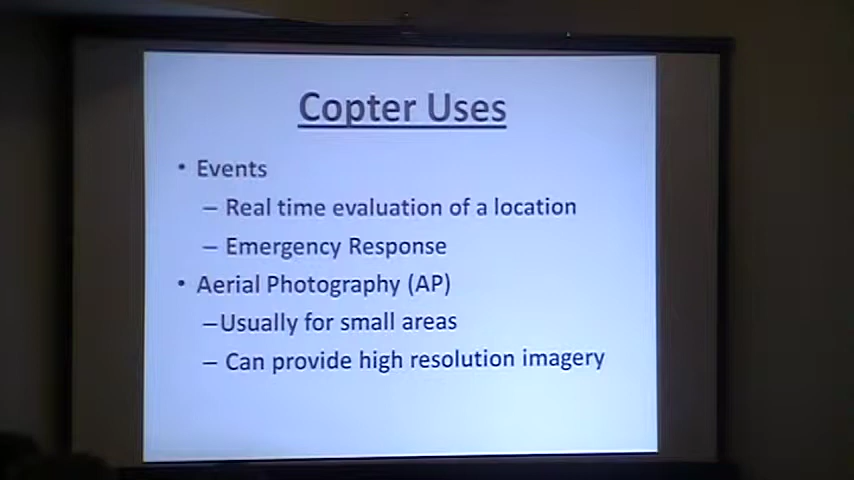 Copter Uses
• Events
– Real time evaluation of a location
– Emergency Response
• Aerial Photography (AP)
–Usually for small areas
– Can provide high resolution imagery